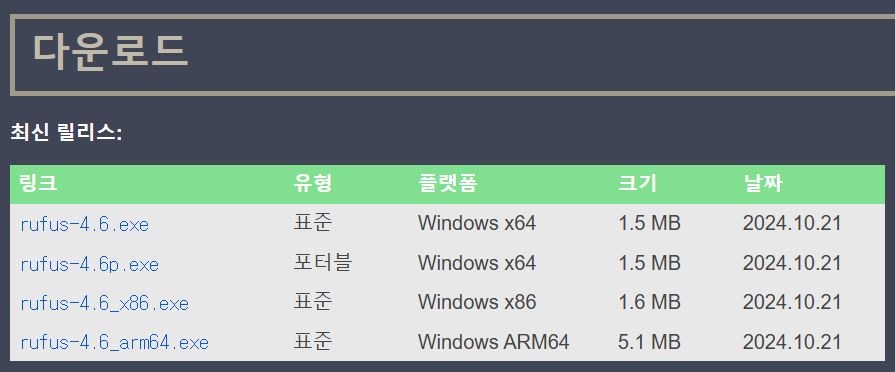 다운로드
최신 릴리스:
링크 유형 플랫폼 크기 날짜
rufus-4.6.exe 표준 Windows x64 1.5 MB 2024.10.21
rufus-4.6p.exe 포터블 Windows x64 1.5 MB 2024.10.21
rufus-4.6_x86.exe 표준 Windows x86 1.6 MB 2024.10.21
rufus-4.6_arm64.exe 표준 Windows ARM64 5.1 MB 2024.10.21